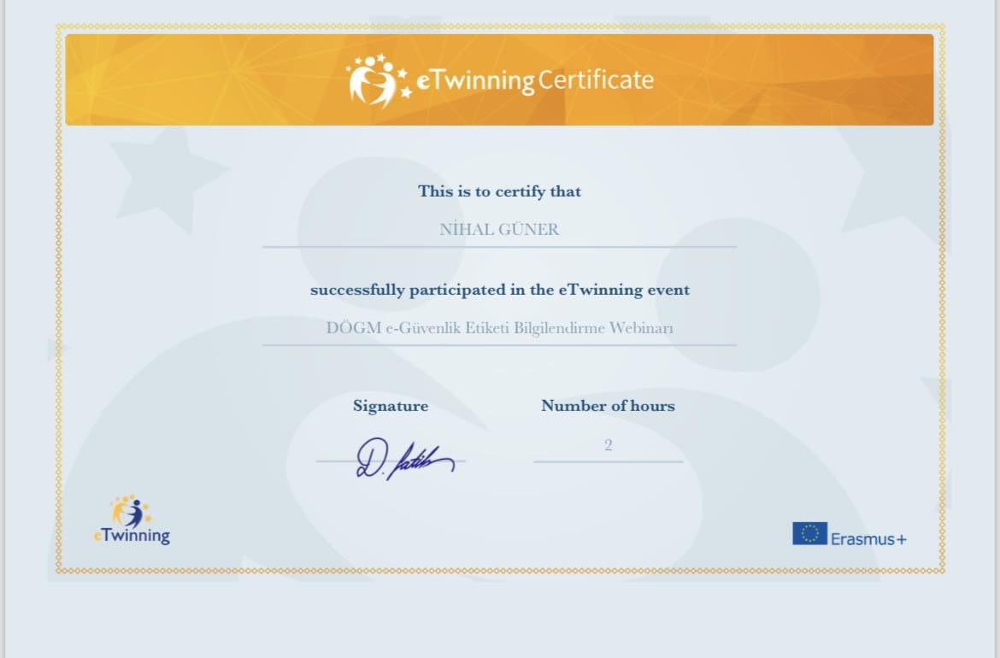 eTwinning Certificate
This is to certify that
NİHAL GÜNER
successfully participated in the eTwinning event
DÖGM e-Güvenlik Etiketi Bilgilendirme Webinarı
Signature
Number of hours
D. fatih
2
eTwinning
Erasmus+